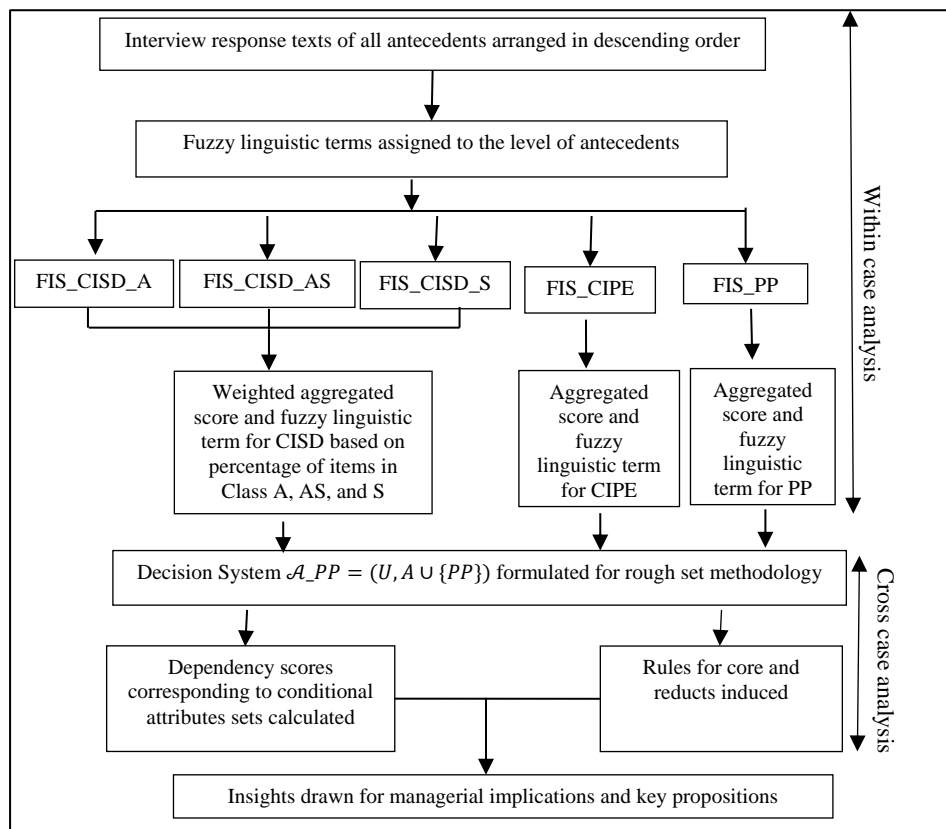 Interview response texts of all antecedents arranged in descending order
Fuzzy linguistic terms assigned to the level of antecedents
Within case analysis
FIS_CISD_A
FIS_CISD_AS
FIS_CISD_S
FIS_CIPE
FIS_PP
Weighted aggregated
score and fuzzy linguistic
term for CISD based on
percentage of items in
Class A, AS, and S
Aggregated
score and
fuzzy
linguistic term
for CIPE
Aggregated
score and
fuzzy
linguistic
term for PP
Decision System 𝒜_PP = (U, A ∪ {PP}) formulated for rough set methodology
Cross case analysis
Dependency scores
corresponding to conditional
attributes sets calculated
Rules for core and
reducts induced
Insights drawn for managerial implications and key propositions